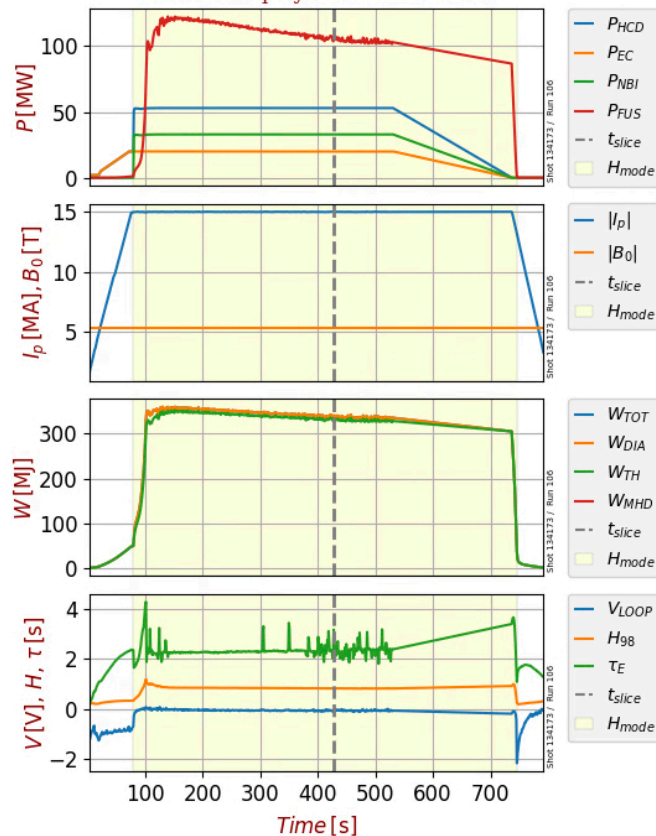 P [MW]
100
50
0
P_HCD
P_EC
P_NBI
P_FUS
t_slice
H_mode
Shot 134173 / Run 106
I_p [MA], B_0 [T]
15
10
5
|I_p|
|B_0|
t_slice
H_mode
Shot 134173 / Run 106
W [MJ]
300
200
100
0
W_TOT
W_DIA
W_TH
W_MHD
t_slice
H_mode
Shot 134173 / Run 106
V [V], H, τ [s]
4
2
0
−2
V_LOOP
H_98
τ_E
t_slice
H_mode
Shot 134173 / Run 106
100 200 300 400 500 600 700
Time [s]